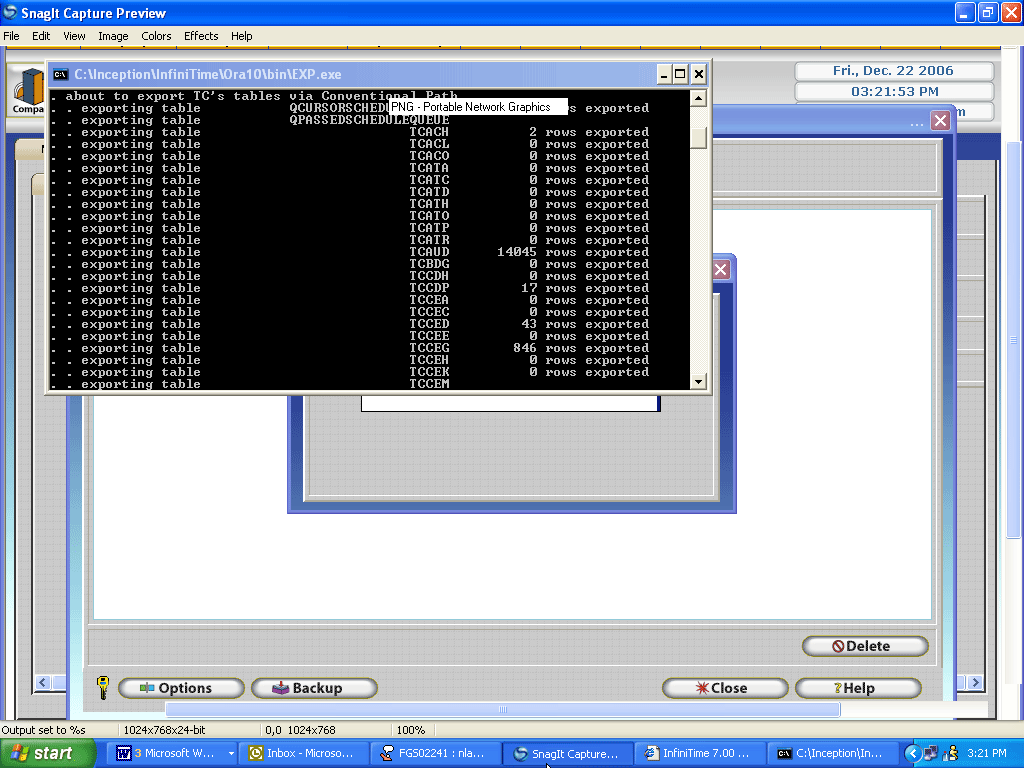 SnagIt Capture Preview
File Edit View Image Colors Effects Help
C:\Inception\InfiniTime\Ora10\bin\EXP.exe
Fri., Dec. 22 2006
03:21:53 PM
Compa
. about to export TC's tables via Conventional Path
. . exporting table QCURSORSCHEDU s exported
PNG - Portable Network Graphics
. . exporting table QPASSEDSCHEDULEQUEUE
. . exporting table TCACH 2 rows exported
. . exporting table TCACL 0 rows exported
. . exporting table TCACO 0 rows exported
. . exporting table TCATA 0 rows exported
. . exporting table TCATC 0 rows exported
. . exporting table TCATD 0 rows exported
. . exporting table TCATH 0 rows exported
. . exporting table TCATO 0 rows exported
. . exporting table TCATP 0 rows exported
. . exporting table TCATR 0 rows exported
. . exporting table TCAUD 14045 rows exported
. . exporting table TCBDG 0 rows exported
. . exporting table TCCDH 0 rows exported
. . exporting table TCCDP 17 rows exported
. . exporting table TCCEA 0 rows exported
. . exporting table TCCEC 0 rows exported
. . exporting table TCCED 43 rows exported
. . exporting table TCCEE 0 rows exported
. . exporting table TCCEG 846 rows exported
. . exporting table TCCEH 0 rows exported
. . exporting table TCCEK 0 rows exported
. . exporting table TCCEM
Delete
Options Backup Close ?Help
Output set to %s 1024x768x24-bit 0,0 1024x768 100%
start 3 Microsoft W... Inbox - Microso... FGS02241 : nla... SnagIt Capture... InfiniTime 7.00 ... C:\Inception\In... 3:21 PM